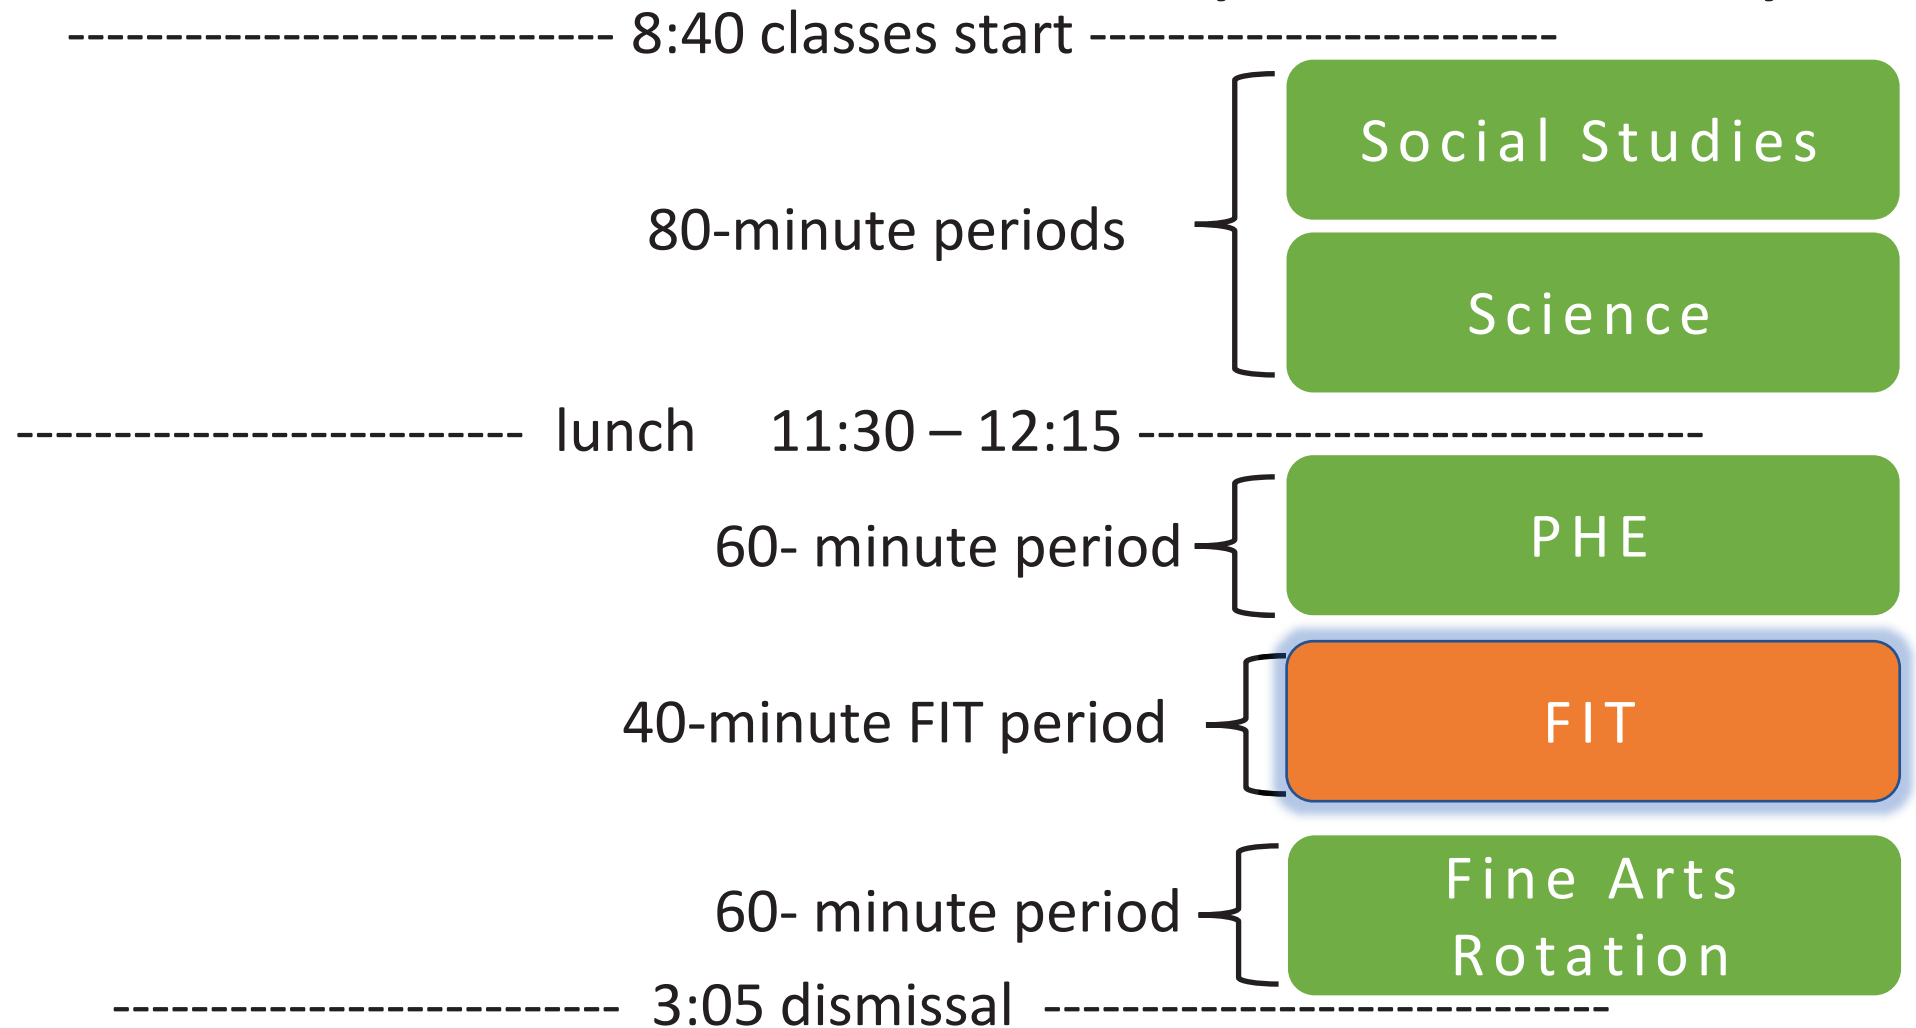 8:40 classes start
Social Studies
80-minute periods
Science
lunch 11:30 – 12:15
60- minute period
PHE
40-minute FIT period
FIT
60- minute period
Fine Arts
Rotation
3:05 dismissal